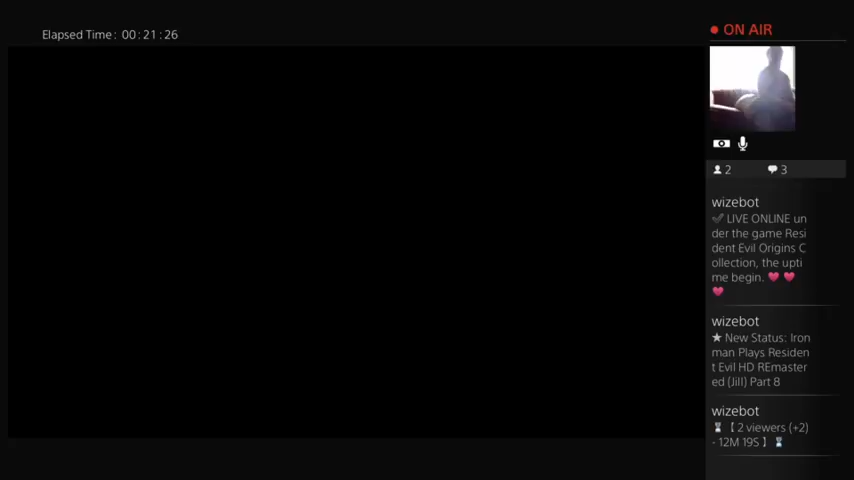 Elapsed Time: 00:21:26
ON AIR
2 3
wizebot
LIVE ONLINE un
der the game Resi
dent Evil Origins C
ollection, the upti
me begin.
wizebot
★ New Status: Iron
man Plays Residen
t Evil HD REmaster
ed (Jill) Part 8
wizebot
⏳ [ 2 viewers (+2)
- 12M 19S ] ⏳